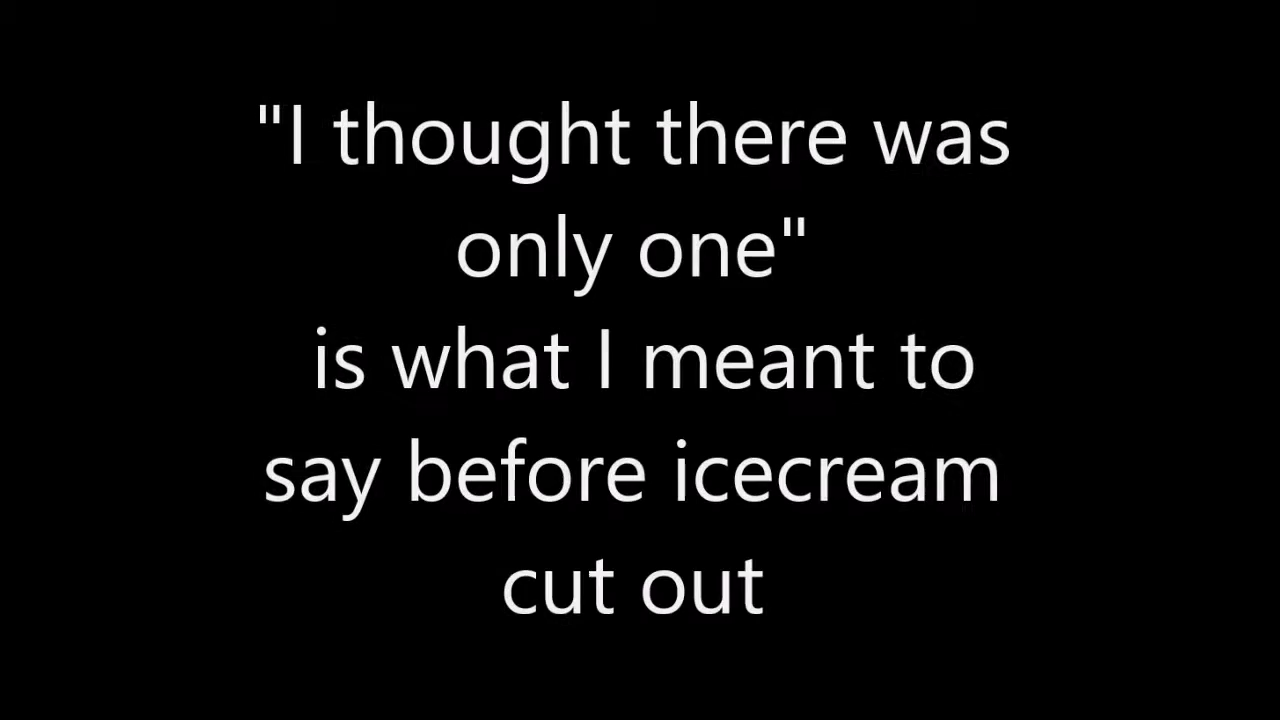 "I thought there was
only one"
is what I meant to
say before icecream
cut out